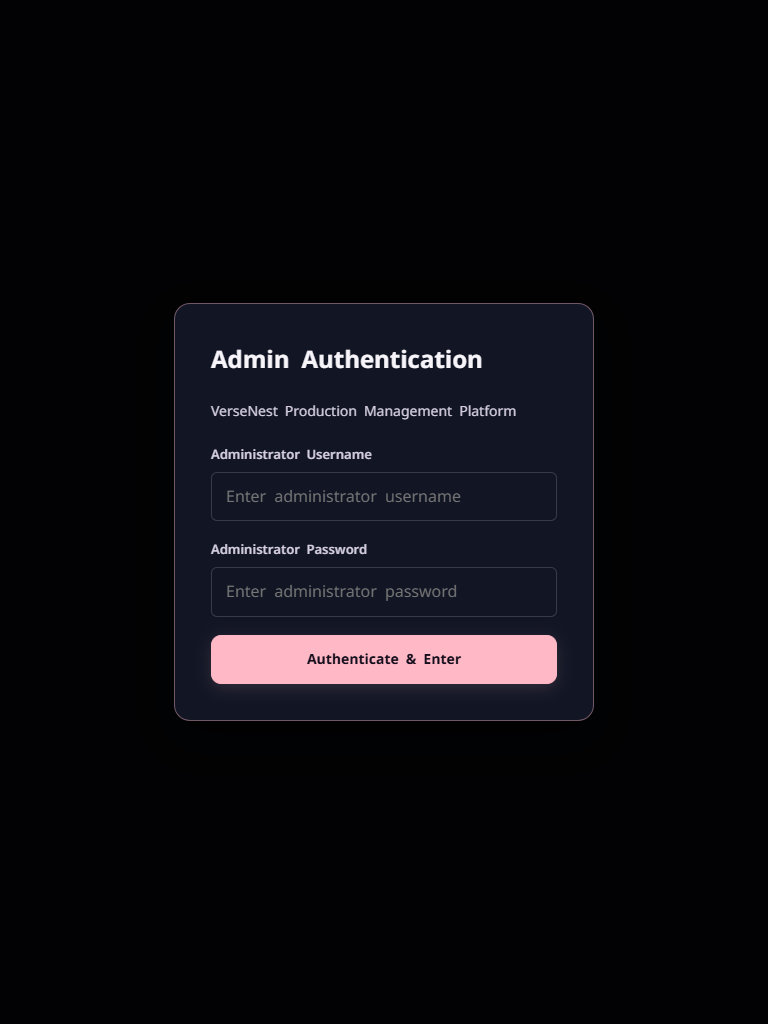 Admin Authentication
VerseNest Production Management Platform
Administrator Username
Enter administrator username
Administrator Password
Enter administrator password
Authenticate & Enter